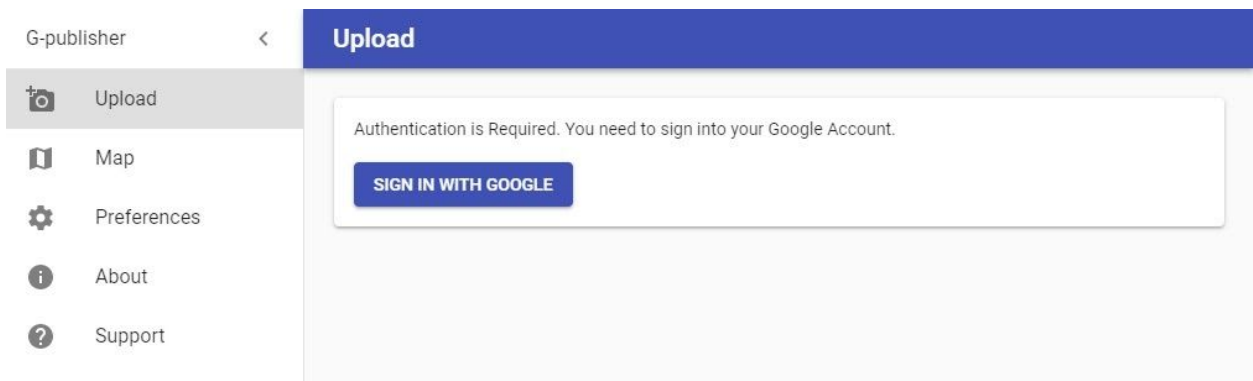 G-publisher
Upload
Upload
Map
Preferences
About
Support
Authentication is Required. You need to sign into your Google Account.
SIGN IN WITH GOOGLE